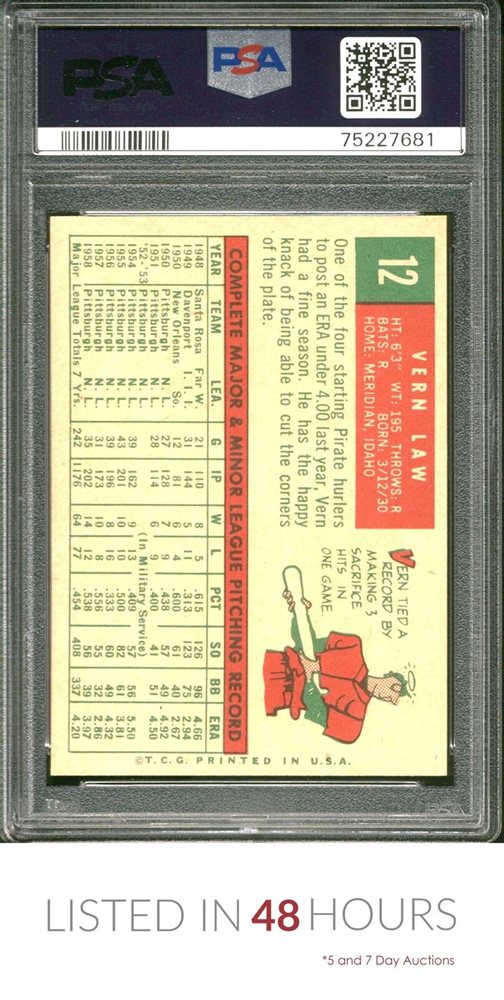 PSA
PSA
75227681
12
VERN LAW
HT: 6'3" WT: 195 THROWS: R
BATS: R BORN: 3/12/30
HOME: MERIDIAN, IDAHO
One of the four starting Pirate hurlers
to post an ERA under 4.00 last year, Vern
had a fine season. He has the happy
knack of being able to cut the corners
of the plate.
VERN TIED A
RECORD BY
MAKING 3
SACRIFICE
HITS IN
ONE GAME.
COMPLETE MAJOR & MINOR LEAGUE PITCHING RECORD
YEAR TEAM LEA. G IP W L PCT SO BB ERA
1948 Santa Rosa Far W. 21 110 8 5 .615 126 96 4.66
1949 Davenport I. I. I. 31 144 5 11 .313 123 75 2.94
1950 New Orleans So. 12 81 6 4 .600 61 40 2.67
1950 Pittsburgh N. L. 27 128 7 9 .438 57 49 4.92
1951 Pittsburgh N. L. 28 114 6 9 .400 41 51 4.50
'52-'53 Pittsburgh N. L. (In Military Service)
1954 Pittsburgh N. L. 39 162 9 13 .409 57 56 5.50
1955 Pittsburgh N. L. 43 201 10 10 .500 82 61 3.81
1956 Pittsburgh N. L. 39 196 8 16 .333 60 49 4.32
1957 Pittsburgh N. L. 31 173 10 8 .556 55 32 2.86
1958 Pittsburgh N. L. 35 202 14 12 .538 56 39 3.97
Major League Totals 7 Yrs. 242 1176 64 77 .454 408 337 4.20
©T.C.G. PRINTED IN U.S.A.
PSA
LISTED IN 48 HOURS
*5 and 7 Day Auctions